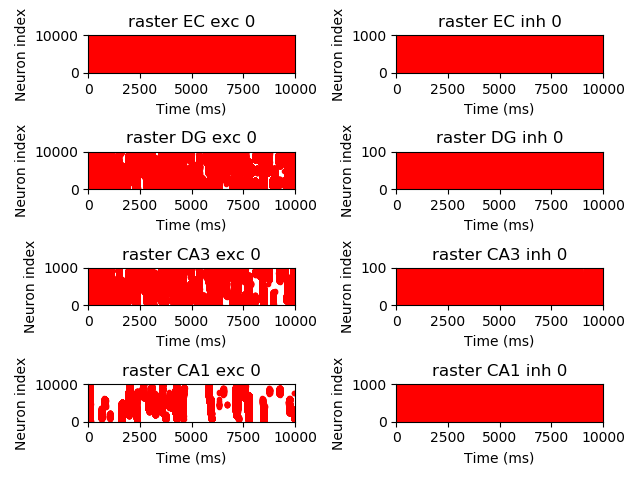 raster EC exc 0
raster EC inh 0
Neuron index
10000
0
0 2500 5000 7500 10000
Time (ms)
Neuron index
10000
0
0 2500 5000 7500 10000
Time (ms)
raster DG exc 0
raster DG inh 0
Neuron index
10000
0
0 2500 5000 7500 10000
Time (ms)
Neuron index
100
0
0 2500 5000 7500 10000
Time (ms)
raster CA3 exc 0
raster CA3 inh 0
Neuron index
1000
0
0 2500 5000 7500 10000
Time (ms)
Neuron index
100
0
0 2500 5000 7500 10000
Time (ms)
raster CA1 exc 0
raster CA1 inh 0
Neuron index
10000
0
0 2500 5000 7500 10000
Time (ms)
Neuron index
1000
0
0 2500 5000 7500 10000
Time (ms)